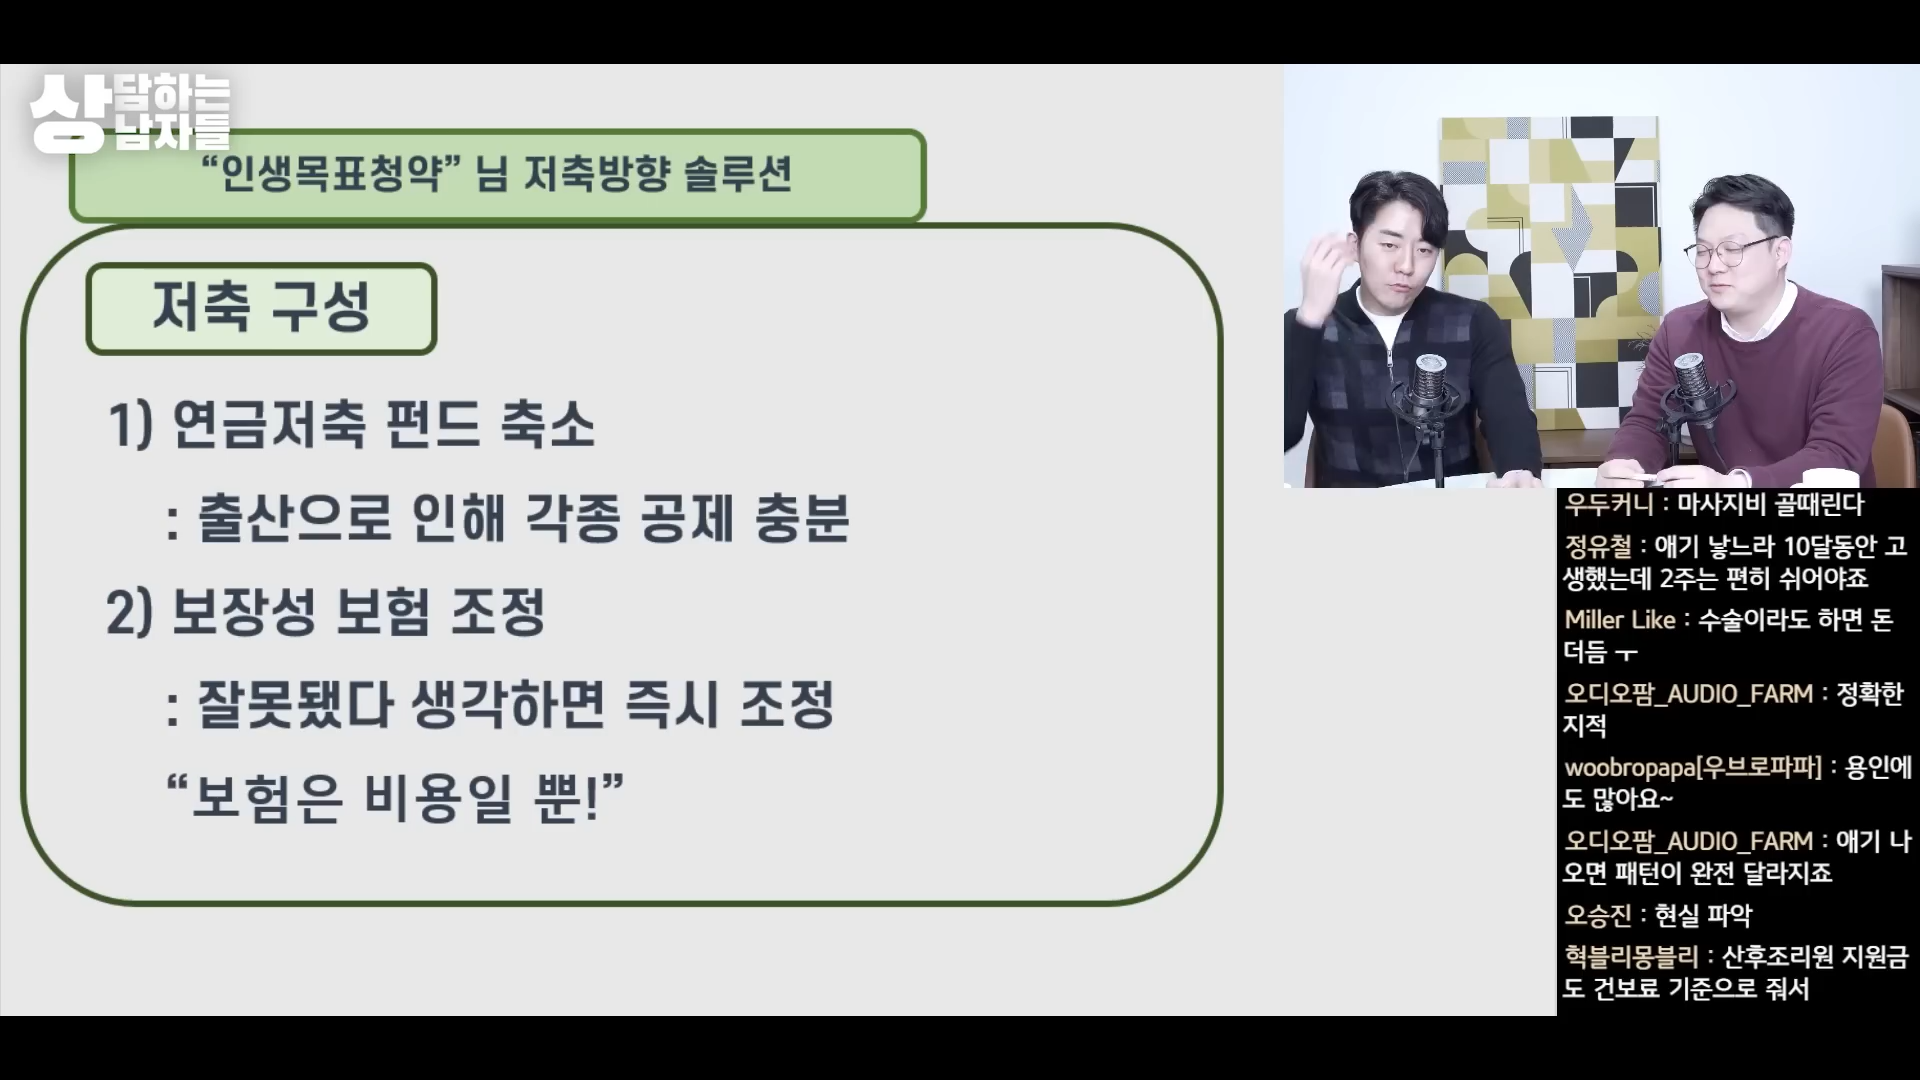 상담하는
남자들
“인생목표청약” 님 저축방향 솔루션
저축 구성
1) 연금저축 펀드 축소
: 출산으로 인해 각종 공제 충분
2) 보장성 보험 조정
: 잘못됐다 생각하면 즉시 조정
“보험은 비용일 뿐!”
우두커니 : 마사지비 골때린다
정유철 : 애기 낳느라 10달동안 고
생했는데 2주는 편히 쉬어야죠
Miller Like : 수술이라도 하면 돈
더듬 ㅜ
오디오팜_AUDIO_FARM : 정확한
지적
woobropapa[우브로파파] : 용인에
도 많아요~
오디오팜_AUDIO_FARM : 애기 나
오면 패턴이 완전 달라지죠
오승진 : 현실 파악
혁블리몽블리 : 산후조리원 지원금
도 건보료 기준으로 줘서